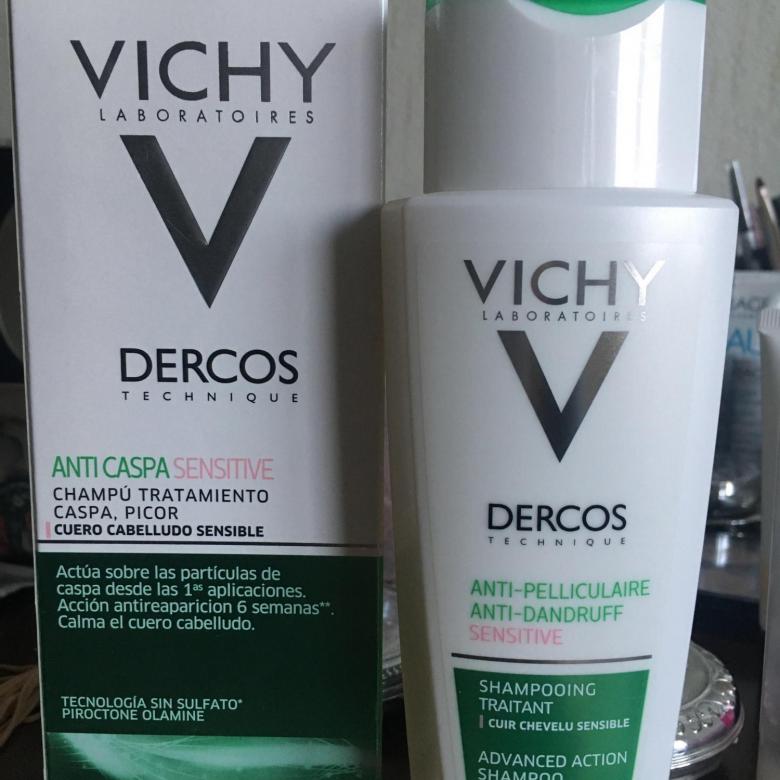 VICHY
LABORATOIRES
V
DERCOS
TECHNIQUE
ANTI CASPA SENSITIVE
CHAMPÚ TRATAMIENTO
CASPA, PICOR
CUERO CABELLUDO SENSIBLE
Actúa sobre las partículas de
caspa desde las 1as aplicaciones.
Acción antireaparicion 6 semanas**.
Calma el cuero cabelludo.
TECNOLOGÍA SIN SULFATO*
PIROCTONE OLAMINE
VICHY
LABORATOIRES
V
DERCOS
TECHNIQUE
ANTI-PELLICULAIRE
ANTI-DANDRUFF
SENSITIVE
SHAMPOOING
TRAITANT
CUIR CHEVELU SENSIBLE
ADVANCED ACTION
SHAMPOO